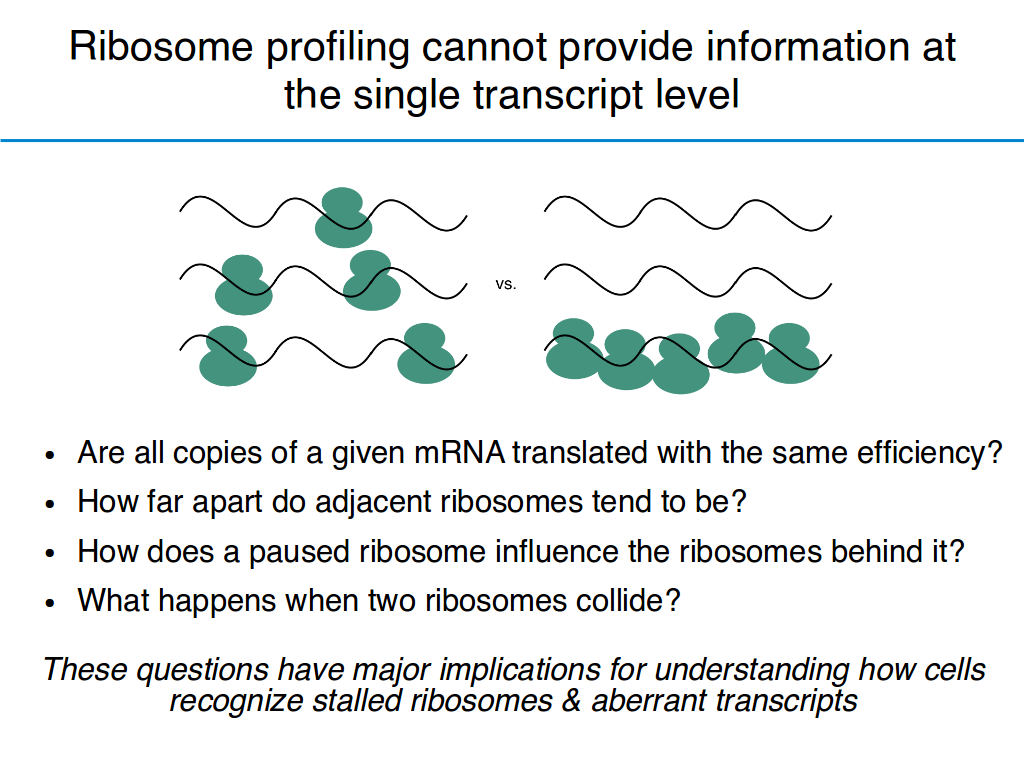 Ribosome profiling cannot provide information at
the single transcript level
vs.
• Are all copies of a given mRNA translated with the same efficiency?
• How far apart do adjacent ribosomes tend to be?
• How does a paused ribosome influence the ribosomes behind it?
• What happens when two ribosomes collide?
These questions have major implications for understanding how cells
recognize stalled ribosomes & aberrant transcripts